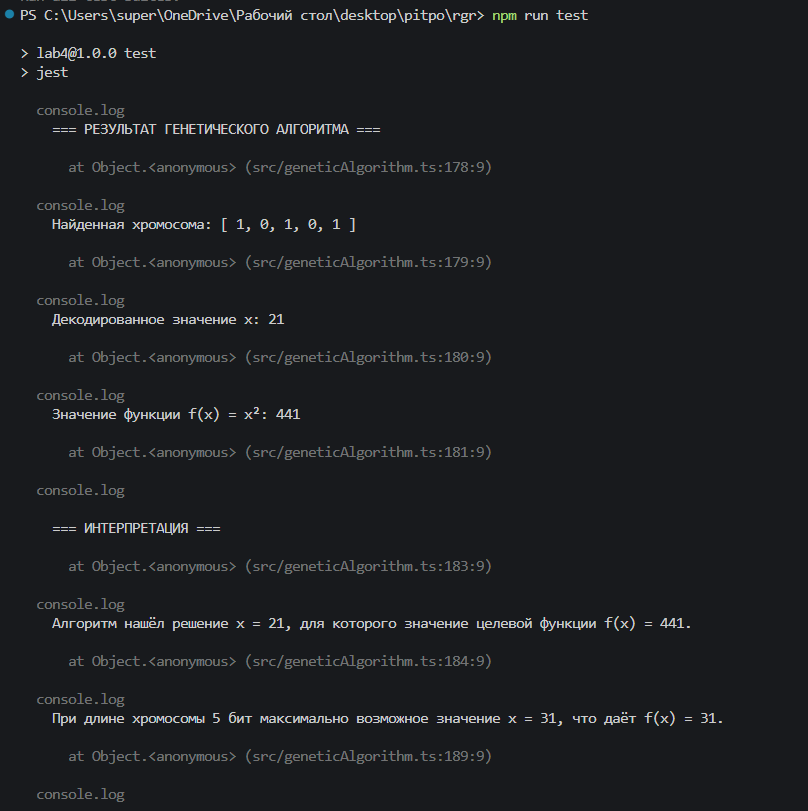 PS C:\Users\super\OneDrive\Рабочий стол\desktop\pitpo\rgr> npm run test
> lab4@1.0.0 test
> jest
console.log
=== РЕЗУЛЬТАТ ГЕНЕТИЧЕСКОГО АЛГОРИТМА ===
at Object.<anonymous> (src/geneticAlgorithm.ts:178:9)
console.log
Найденная хромосома: [ 1, 0, 1, 0, 1 ]
at Object.<anonymous> (src/geneticAlgorithm.ts:179:9)
console.log
Декодированное значение x: 21
at Object.<anonymous> (src/geneticAlgorithm.ts:180:9)
console.log
Значение функции f(x) = x²: 441
at Object.<anonymous> (src/geneticAlgorithm.ts:181:9)
console.log
=== ИНТЕРПРЕТАЦИЯ ===
at Object.<anonymous> (src/geneticAlgorithm.ts:183:9)
console.log
Алгоритм нашёл решение x = 21, для которого значение целевой функции f(x) = 441.
at Object.<anonymous> (src/geneticAlgorithm.ts:184:9)
console.log
При длине хромосомы 5 бит максимально возможное значение x = 31, что даёт f(x) = 31.
at Object.<anonymous> (src/geneticAlgorithm.ts:189:9)
console.log